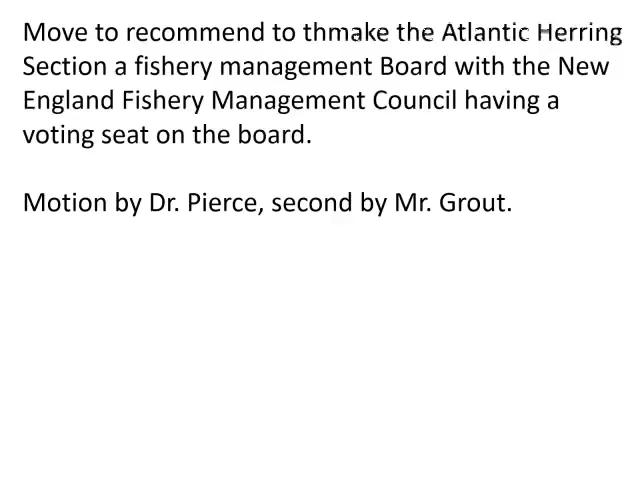 Move to recommend to thmake the Atlantic Herring
Section a fishery management Board with the New
England Fishery Management Council having a
voting seat on the board.
Motion by Dr. Pierce, second by Mr. Grout.